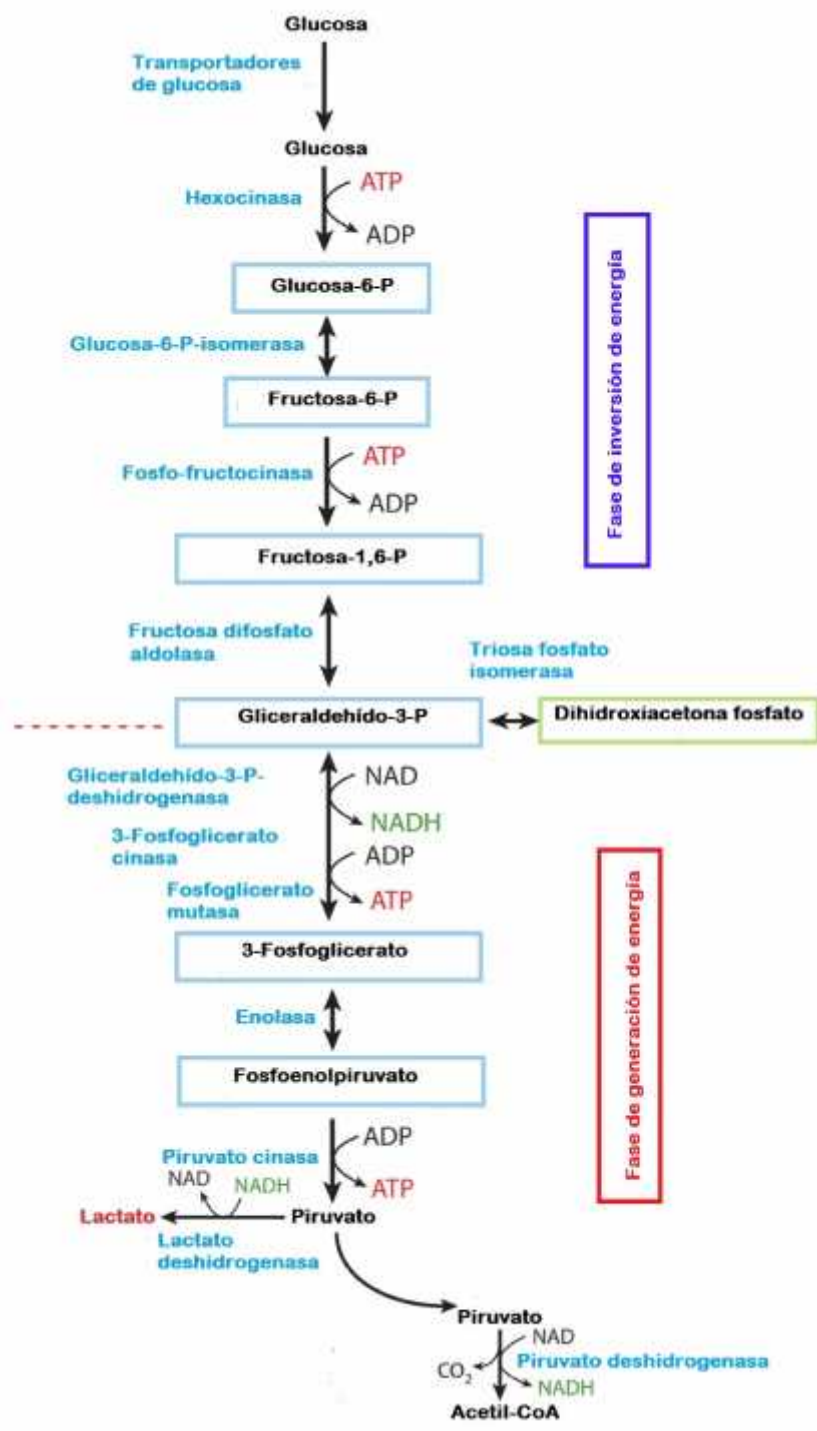 Glucosa
Transportadores
de glucosa
Glucosa
Hexocinasa
ATP
ADP
Glucosa-6-P
Glucosa-6-P-isomerasa
Fructosa-6-P
Fosfo-fructocinasa
ATP
ADP
Fructosa-1,6-P
Fase de inversión de energía
Fructosa difosfato
aldolasa
Triosa fosfato
isomerasa
Gliceraldehído-3-P
Dihidroxiacetona fosfato
Gliceraldehído-3-P-
deshidrogenasa
NAD
NADH
3-Fosfoglicerato
cinasa
ADP
Fosfoglicerato
mutasa
ATP
3-Fosfoglicerato
Enolasa
Fosfoenolpiruvato
Fase de generación de energía
Piruvato cinasa
ADP
ATP
NAD
NADH
Lactato
Piruvato
Lactato
deshidrogenasa
Piruvato
NAD
CO₂
Piruvato deshidrogenasa
NADH
Acetil-CoA